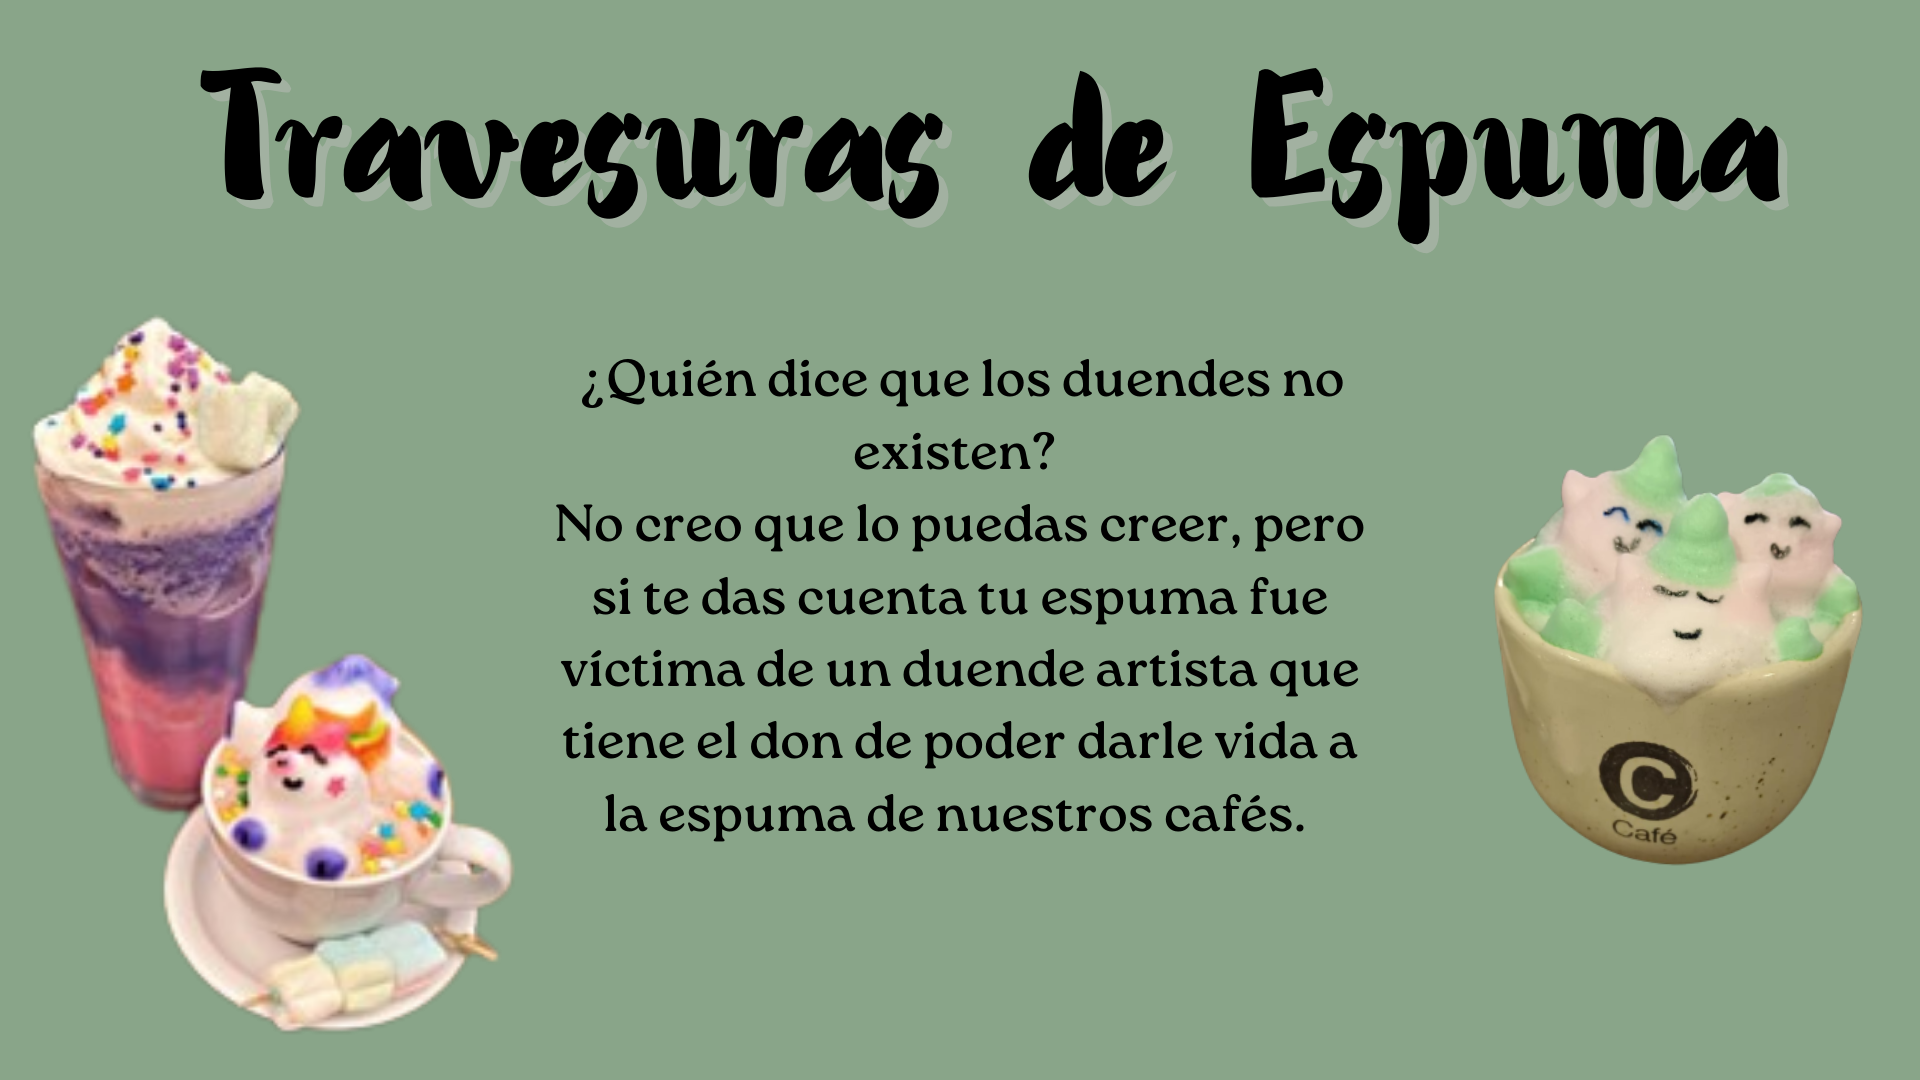 Travesuras de Espuma
¿Quién dice que los duendes no
existen?
No creo que lo puedas creer, pero
si te das cuenta tu espuma fue
víctima de un duende artista que
tiene el don de poder darle vida a
la espuma de nuestros cafés.
C
Café